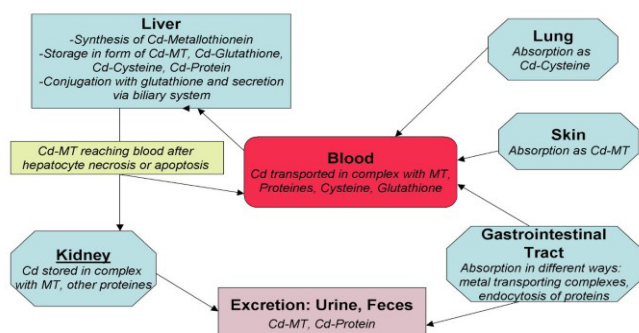 Liver
-Synthesis of Cd-Metallothionein
-Storage in form of Cd-MT, Cd-Glutathione,
Cd-Cysteine, Cd-Protein
-Conjugation with glutathione and secretion
via biliary system
Lung
Absorption as
Cd-Cysteine
Cd-MT reaching blood after
hepatocyte necrosis or apoptosis
Blood
Cd transported in complex with MT,
Proteines, Cysteine, Glutathione
Skin
Absorption as Cd-MT
Kidney
Cd stored in complex
with MT, other proteines
Gastrointestinal
Tract
Absorption in different ways:
metal transporting complexes,
endocytosis of proteins
Excretion: Urine, Feces
Cd-MT, Cd-Protein